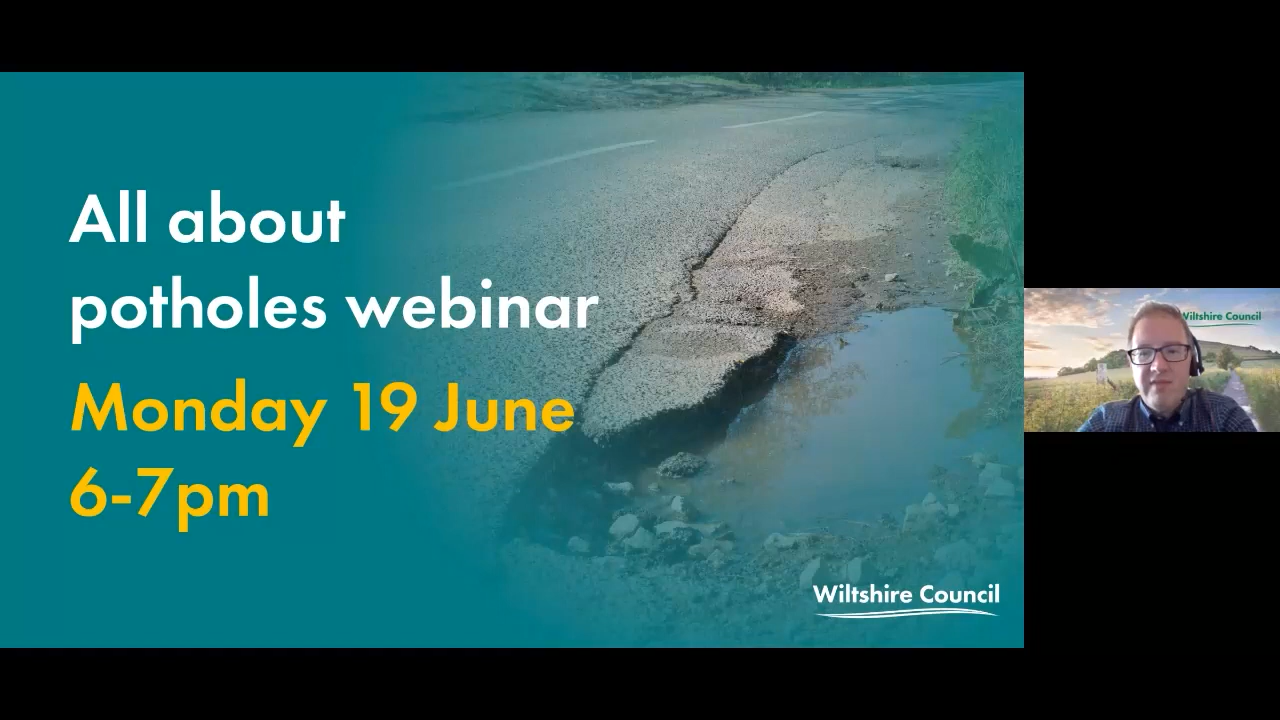 All about
potholes webinar
Monday 19 June
6-7pm
Wiltshire Council
Wiltshire Council